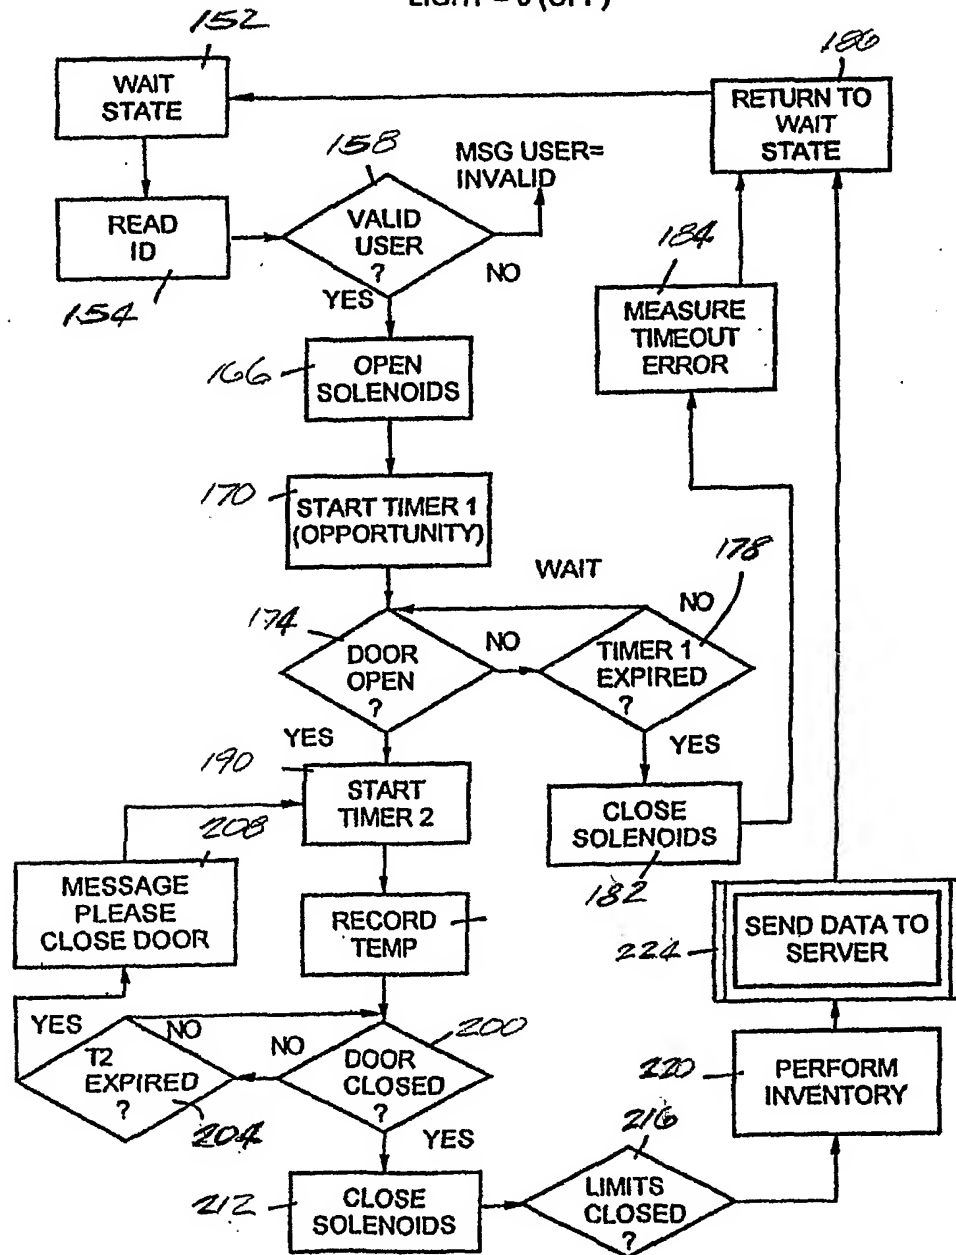 LIGHT = 0 (OFF)
152
186
WAIT
STATE
RETURN TO
WAIT
STATE
158
MSG USER=
INVALID
READ
ID
154
VALID
USER
?
NO
YES
184
MEASURE
TIMEOUT
ERROR
166
OPEN
SOLENOIDS
170
START TIMER 1
(OPPORTUNITY)
178
WAIT
174
DOOR
OPEN
?
NO
NO
TIMER 1
EXPIRED
?
YES
YES
190
START
TIMER 2
CLOSE
SOLENOIDS
182
208
MESSAGE
PLEASE
CLOSE DOOR
RECORD
TEMP
224
SEND DATA TO
SERVER
YES
NO
T2
EXPIRED
?
204
NO
200
DOOR
CLOSED
?
YES
220
PERFORM
INVENTORY
216
212
CLOSE
SOLENOIDS
LIMITS
CLOSED
?